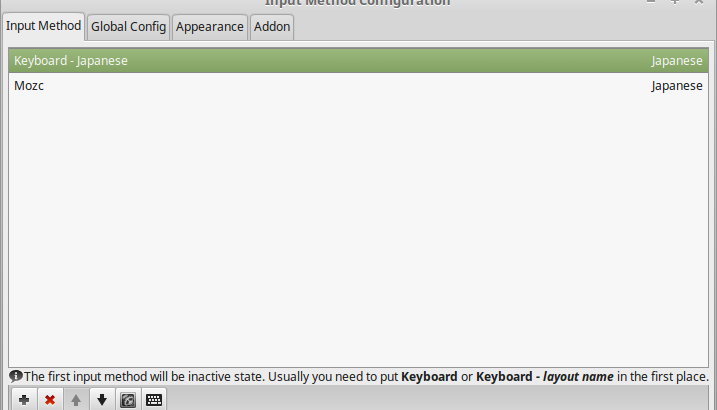 Input Method Configuration
Input Method Global Config Appearance Addon
Keyboard - Japanese Japanese
Mozc Japanese
The first input method will be inactive state. Usually you need to put Keyboard or Keyboard - layout name in the first place.